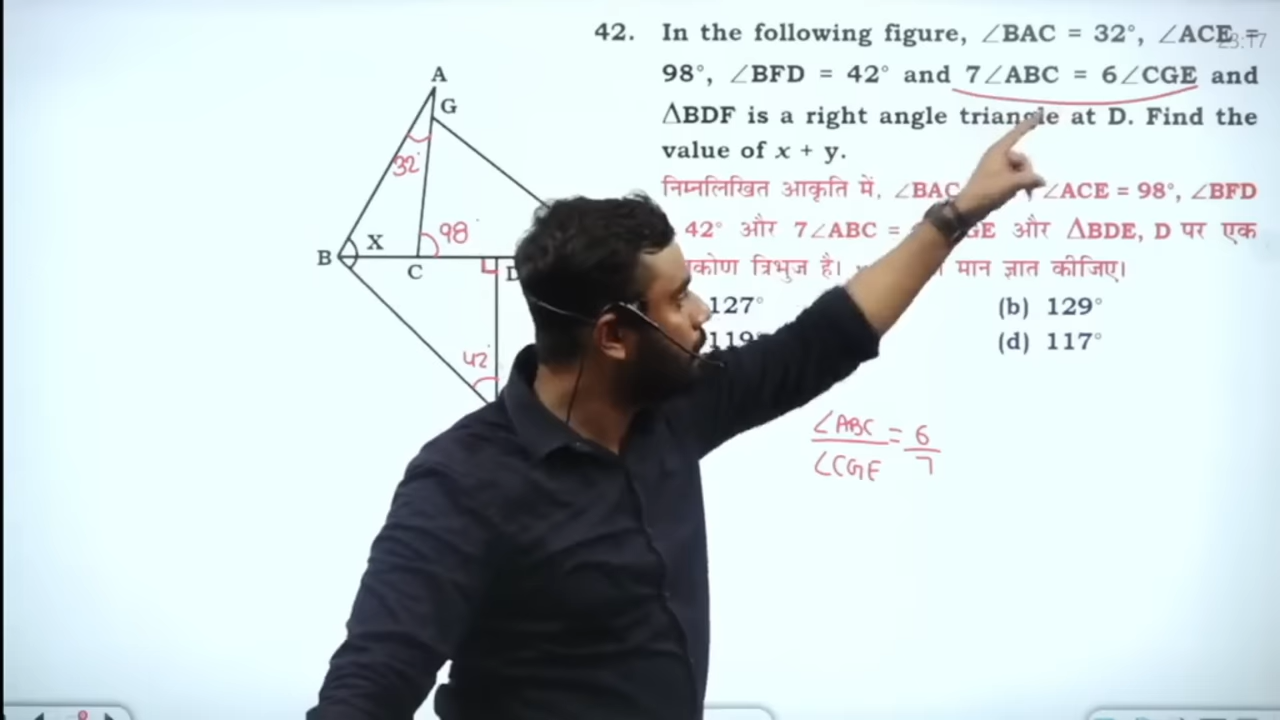 42. In the following figure, ∠BAC = 32°, ∠ACE =
98°, ∠BFD = 42° and 7∠ABC = 6∠CGE and
ΔBDF is a right angle triangle at D. Find the
value of x + y.
निम्नलिखित आकृति में, ∠BAC ∠ACE = 98°, ∠BFD
42° और 7∠ABC = GE और ΔBDE, D पर एक
त्रिभुज है। मान ज्ञात कीजिए।
127°
(b) 129°
119°
(d) 117°
A
G
32°
B
X
98°
C
D
42°
∠ABC = 6
∠CGE 7